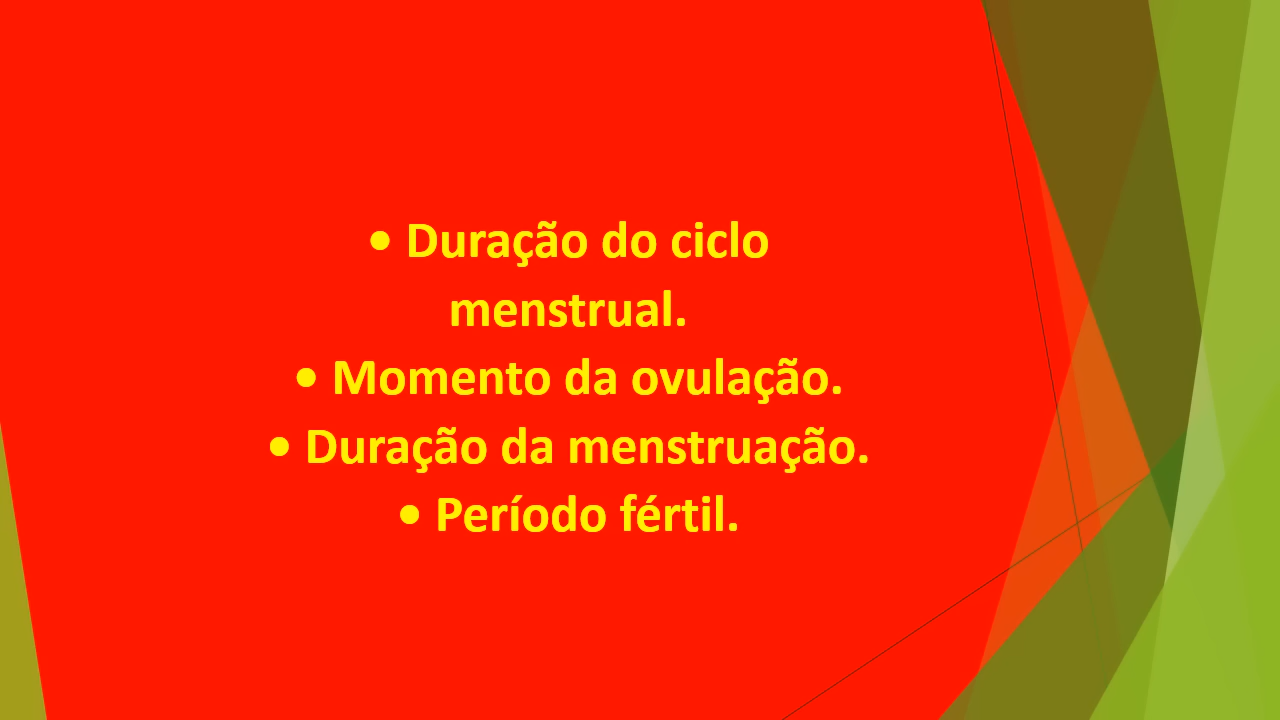 • Duração do ciclo
menstrual.
• Momento da ovulação.
• Duração da menstruação.
• Período fértil.